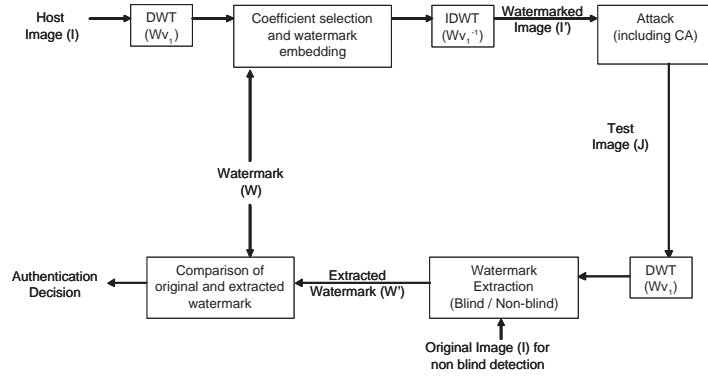 Host
Image (I)
DWT
(Wv1)
Coefficient selection
and watermark
embedding
IDWT
(Wv1-1)
Watermarked
Image (I')
Attack
(including CA)
Test
Image (J)
Watermark
(W)
Authentication
Decision
Comparison of
original and extracted
watermark
Extracted
Watermark (W')
Watermark
Extraction
(Blind / Non-blind)
DWT
(Wv1)
Original Image (I) for
non blind detection